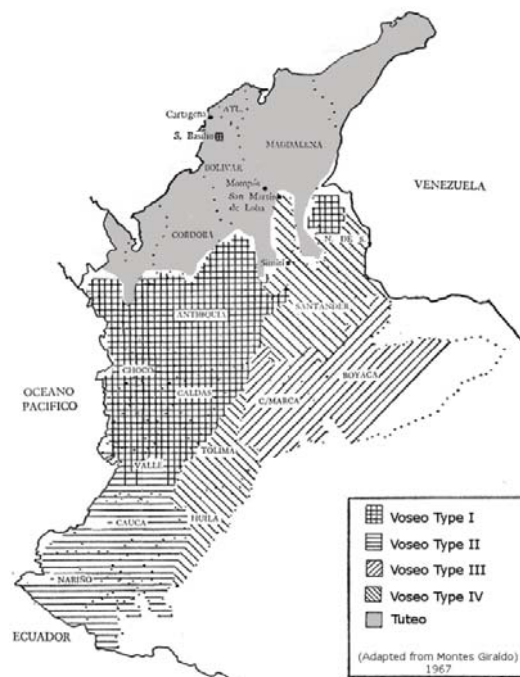 ATL.
Cartagena
S. Basilio
MAGDALENA
BOLIVAR
Mompós
San Martín
de Loba
VENEZUELA
CORDOBA
N. DE S.
Simití
ANTIOQUIA
SANTANDER
CHOCO
BOYACA
OCEANO
PACIFICO
CALDAS
C/MARCA
TOLIMA
VALLE
CAUCA
HUILA
NARIÑO
ECUADOR
Voseo Type I
Voseo Type II
Voseo Type III
Voseo Type IV
Tuteo
(Adapted from Montes Giraldo)
1967